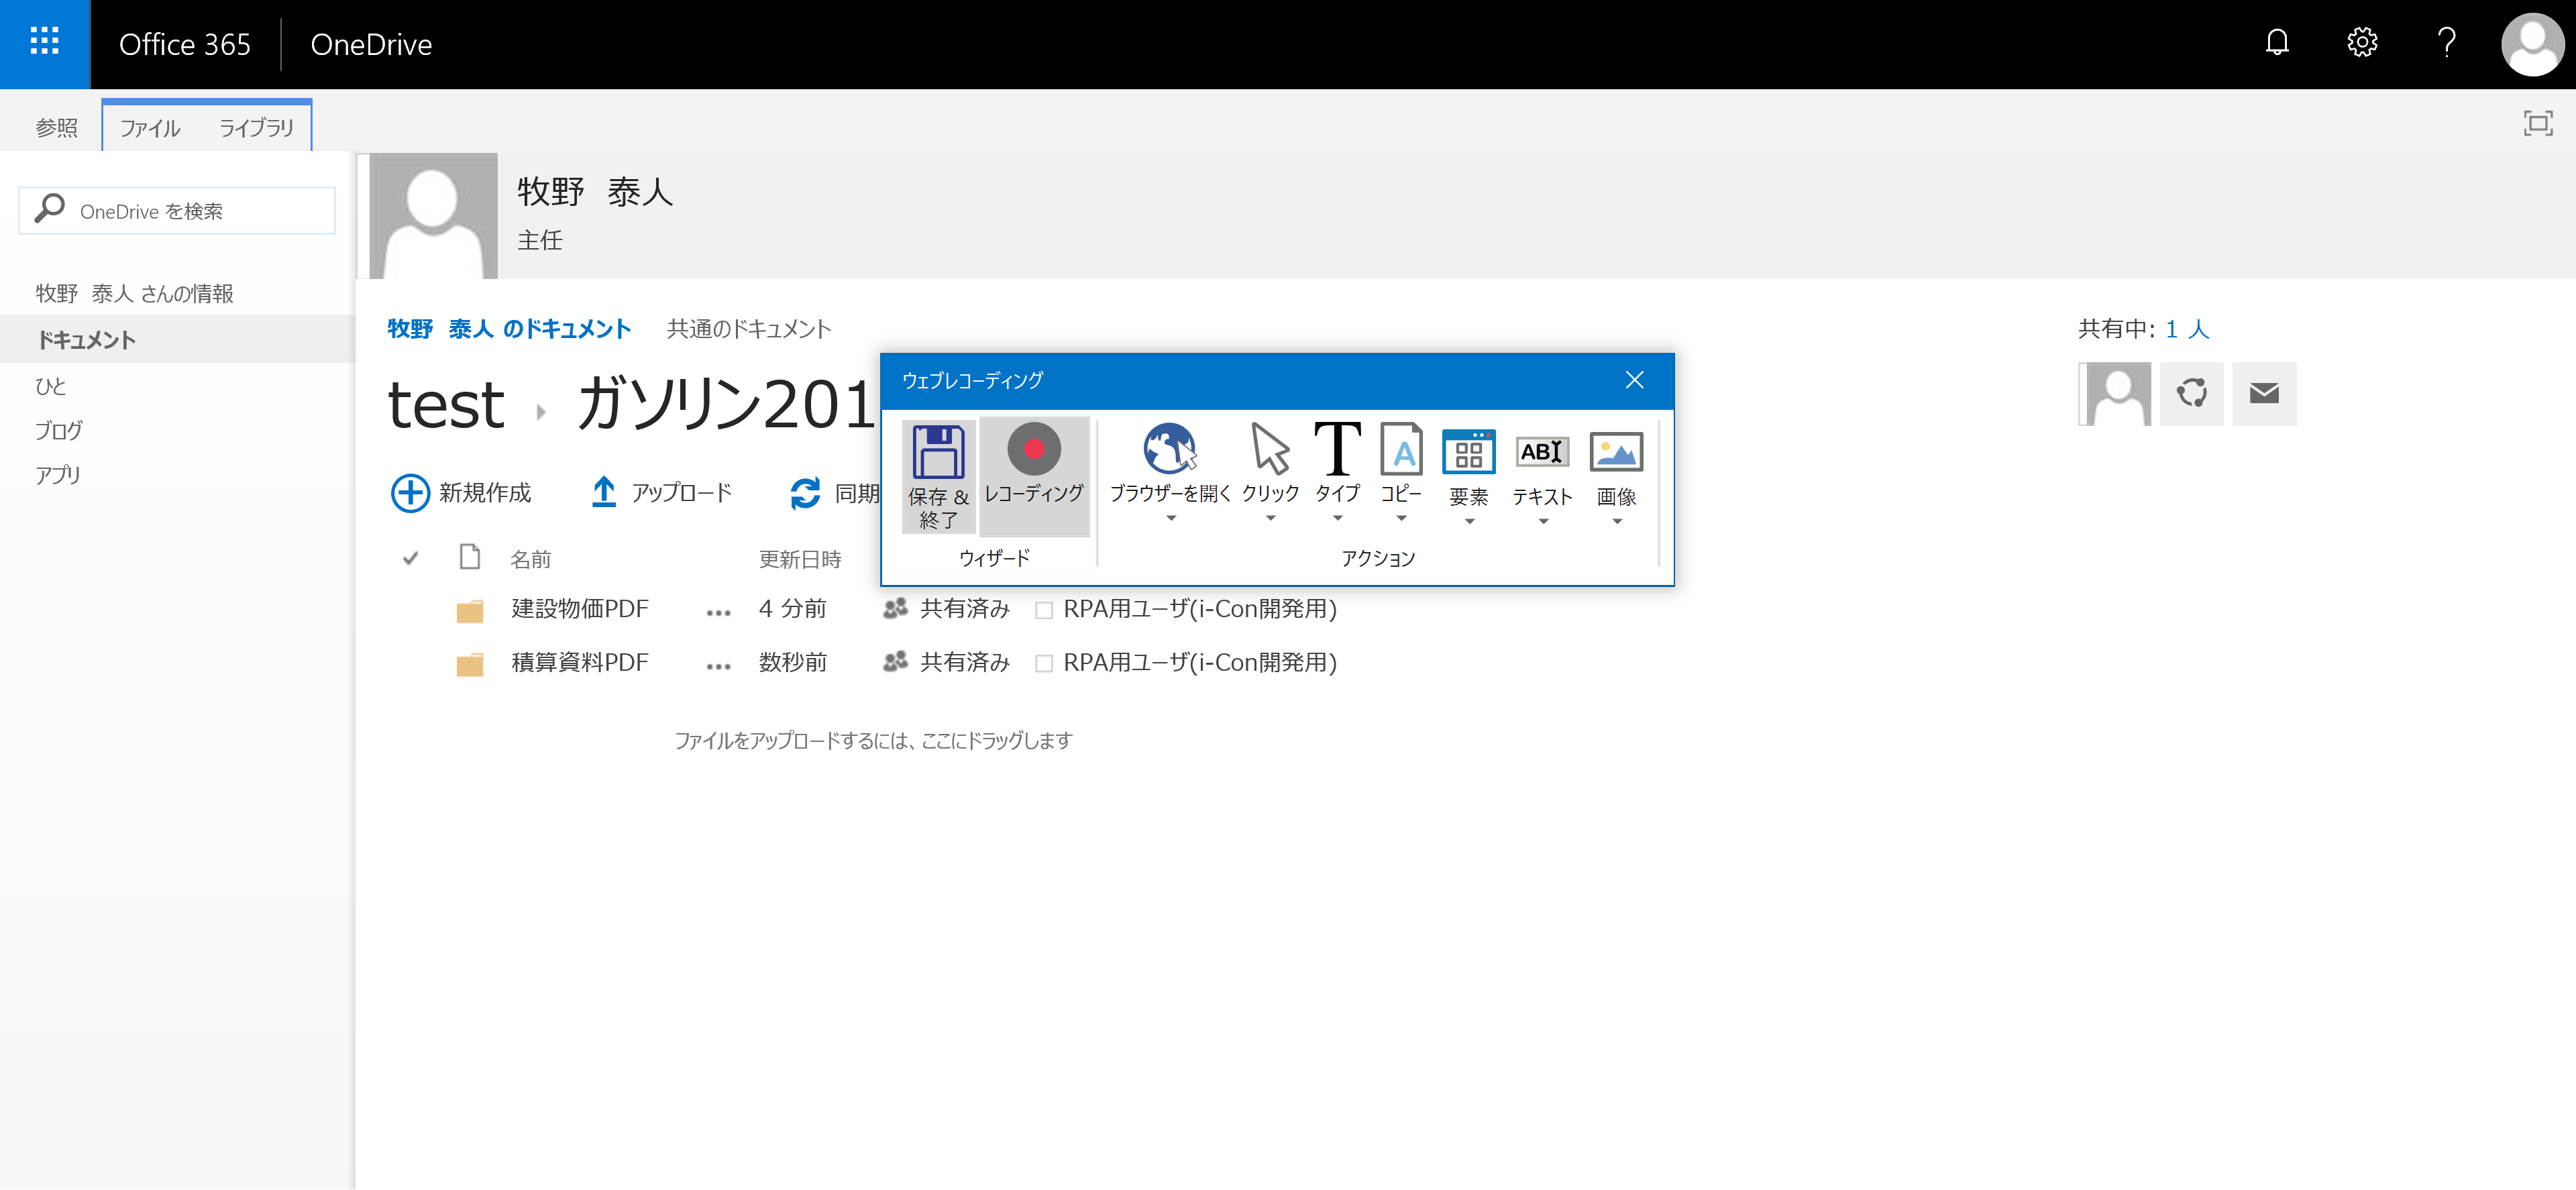 Office 365 OneDrive
参照 ファイル ライブラリ
OneDrive を検索
牧野　泰人 さんの情報
ドキュメント
ひと
ブログ
アプリ
牧野　泰人
主任
牧野　泰人 のドキュメント 共通のドキュメント
test ガソリン201
新規作成 アップロード 同期
名前 更新日時
建設物価PDF ... 4 分前 共有済み RPA用ユーザ(i-Con開発用)
積算資料PDF ... 数秒前 共有済み RPA用ユーザ(i-Con開発用)
ファイルをアップロードするには、ここにドラッグします
ウェブレコーディング
保存 &
終了
レコーディング
ウィザード
ブラウザーを開く クリック タイプ コピー 要素 テキスト 画像
アクション
共有中: 1 人